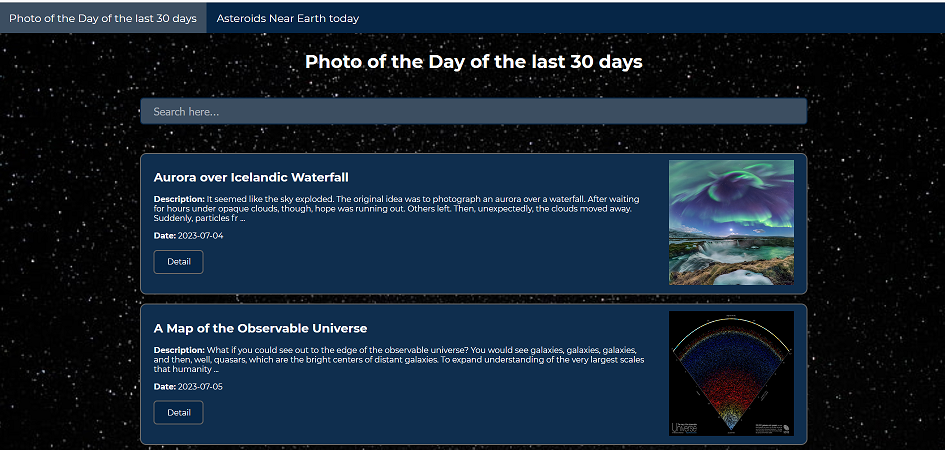 Photo of the Day of the last 30 days Asteroids Near Earth today
Photo of the Day of the last 30 days
Search here...
Aurora over Icelandic Waterfall
Description: It seemed like the sky exploded. The original idea was to photograph an aurora over a waterfall. After waiting
for hours under opaque clouds, though, hope was running out. Others left. Then, unexpectedly, the clouds moved away.
Suddenly, particles fr ...
Date: 2023-07-04
Detail
A Map of the Observable Universe
Description: What if you could see out to the edge of the observable universe? You would see galaxies, galaxies, galaxies,
and then, well, quasars, which are the bright centers of distant galaxies. To expand understanding of the very largest scales
that humanity ...
Date: 2023-07-05
Detail
Universe